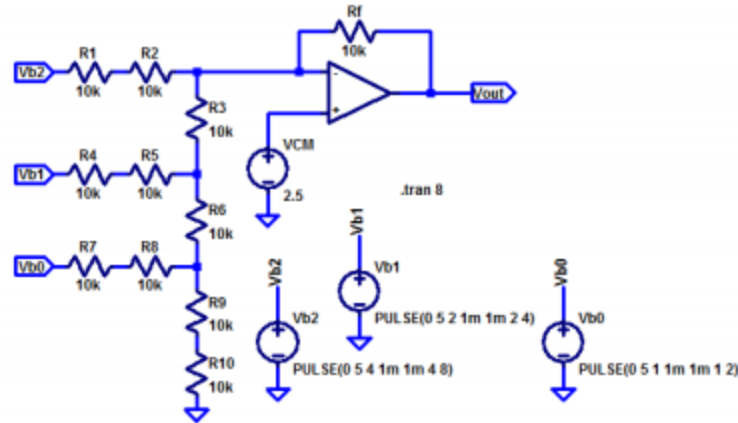 Rf
10k
R1
R2
Vb2
10k
10k
Vout
-
+
R3
10k
VCM
2.5
R4
R5
Vb1
10k
10k
.tran 8
R6
10k
R7
R8
Vb0
10k
10k
Vb1
Vb1
PULSE(0 5 2 1m 1m 2 4)
Vb2
Vb2
PULSE(0 5 4 1m 1m 4 8)
Vb0
Vb0
PULSE(0 5 1 1m 1m 1 2)
R9
10k
R10
10k